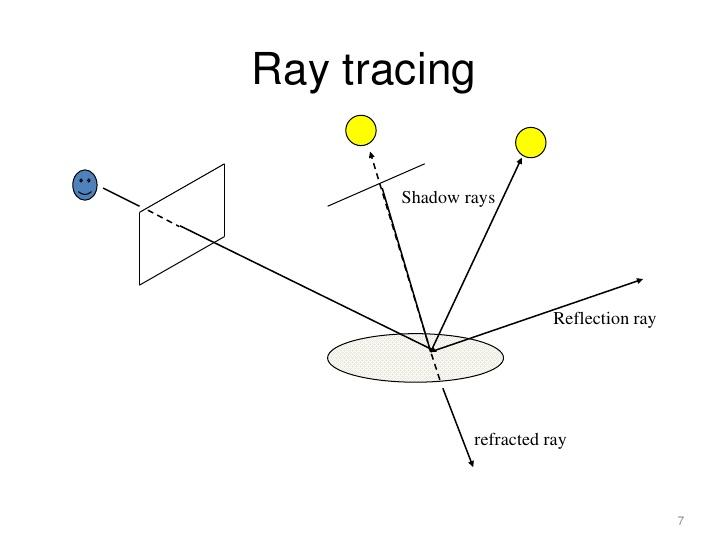 Ray tracing
Shadow rays
Reflection ray
refracted ray
7